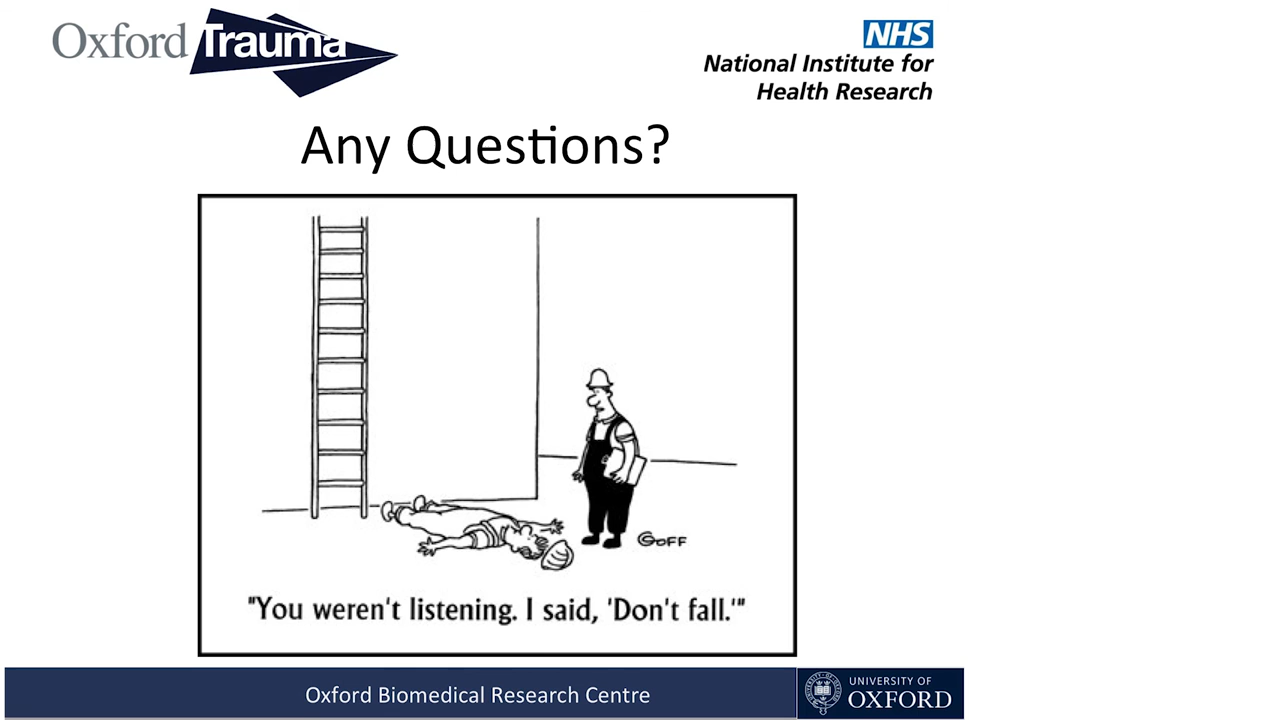 Oxford Trauma
NHS
National Institute for
Health Research
Any Questions?
GOFF
"You weren't listening. I said, 'Don't fall.'"
Oxford Biomedical Research Centre
UNIVERSITY OF
OXFORD